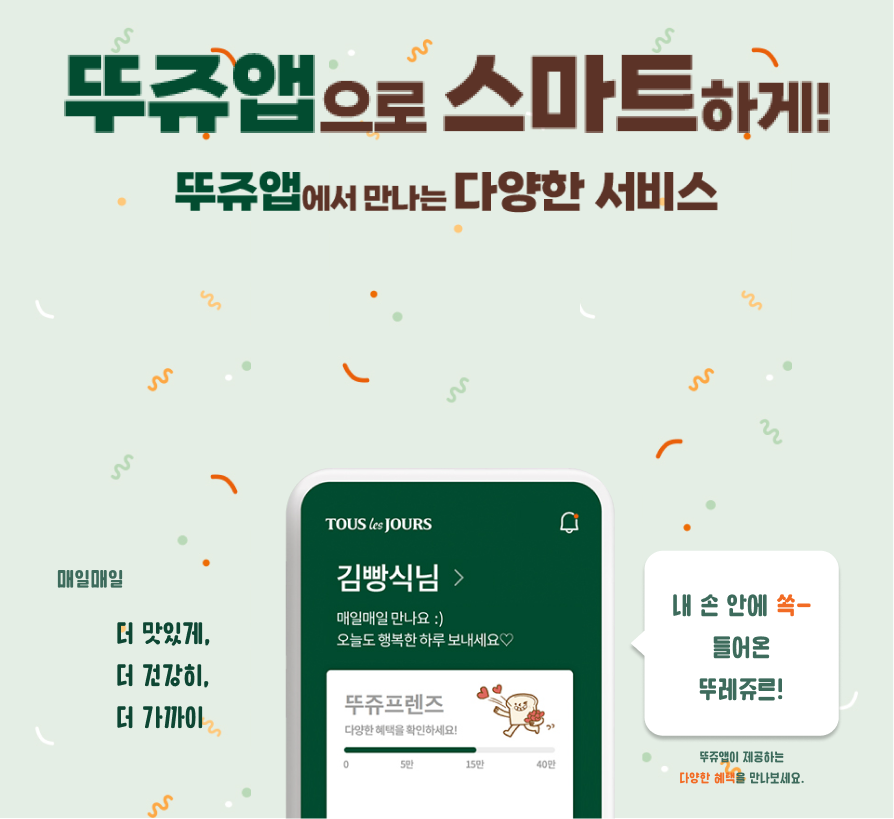 뚜쥬앱으로 스마트하게!
뚜쥬앱에서 만나는 다양한 서비스
TOUS les JOURS
김빵식님 >
매일매일 만나요 :)
오늘도 행복한 하루 보내세요♡
뚜쥬프렌즈
다양한 혜택을 확인하세요!
0 5만 15만 40만
매일매일
더 맛있게,
더 건강히,
더 가까이
내 손 안에 쏙-
들어온
뚜레쥬르!
뚜쥬앱이 제공하는
다양한 혜택을 만나보세요.